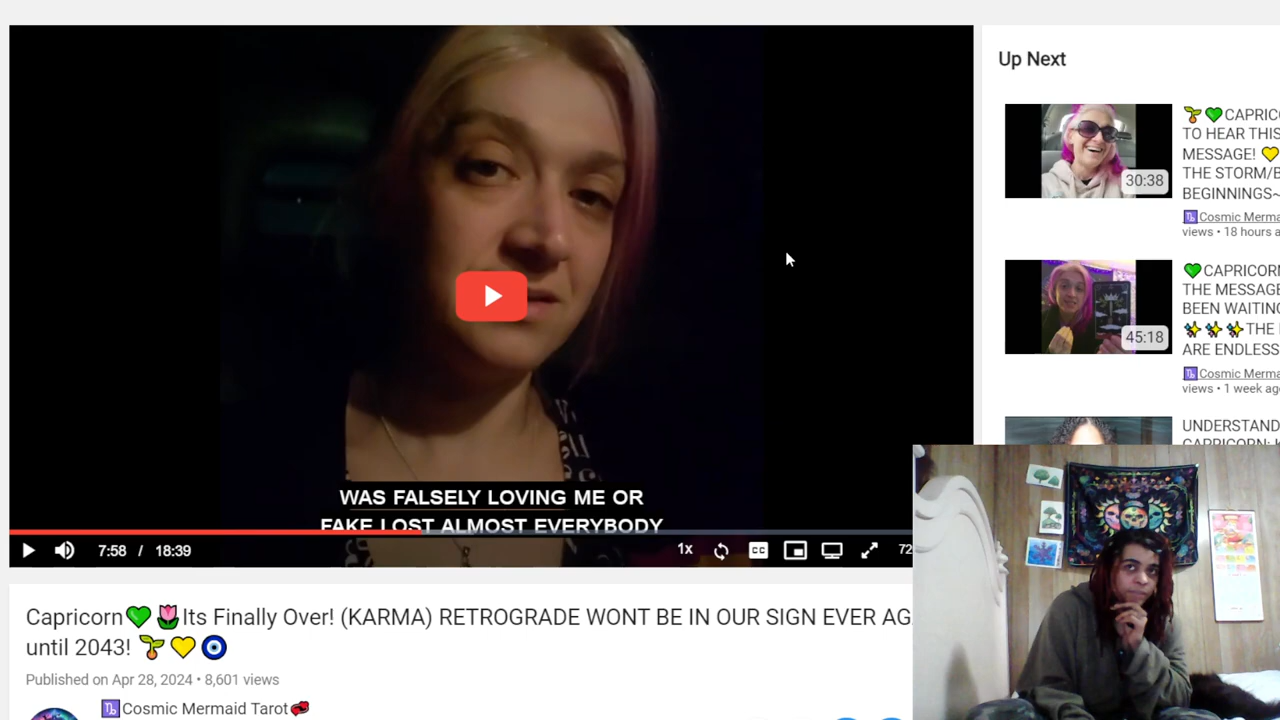 Up Next
🌱💚CAPRIC
TO HEAR THIS
MESSAGE! 💛
THE STORM/B
BEGINNINGS~
30:38
♑Cosmic Merma
views • 18 hours a
💚CAPRICORN
THE MESSAGE
BEEN WAITING
✨✨✨THE
ARE ENDLESS
45:18
♑Cosmic Merma
views • 1 week ago
UNDERSTAND
WAS FALSELY LOVING ME OR
FAKE LOST ALMOST EVERYBODY
7:58 / 18:39
1x
CC
72
Capricorn💚🌷Its Finally Over! (KARMA) RETROGRADE WONT BE IN OUR SIGN EVER AG
until 2043! 🌱💛🧿
Published on Apr 28, 2024 • 8,601 views
♑Cosmic Mermaid Tarot💋